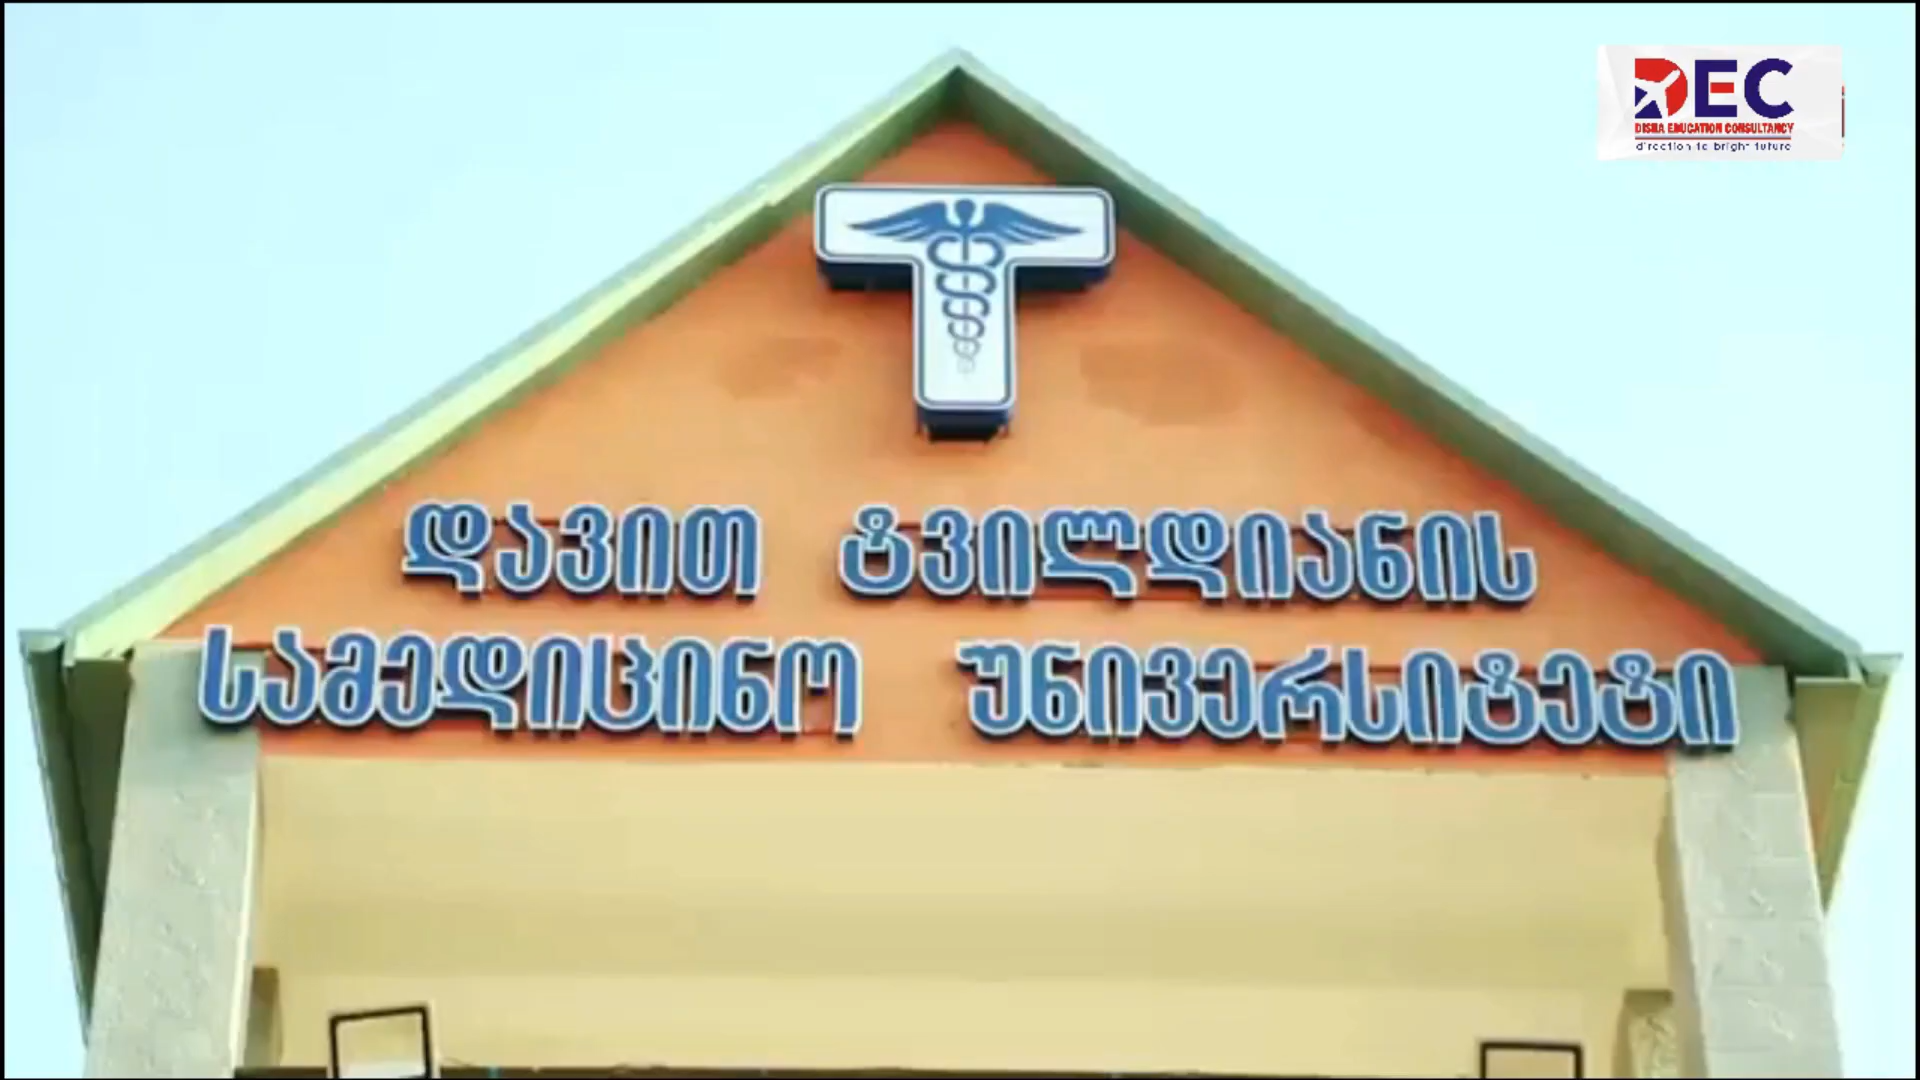 DEC
DISHA EDUCATION CONSULTANCY
direction to bright future
T
დავით ტვილდიანის
სამედიცინო უნივერსიტეტი